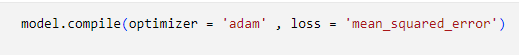 model.compile(optimizer = 'adam' , loss = 'mean_squared_error')